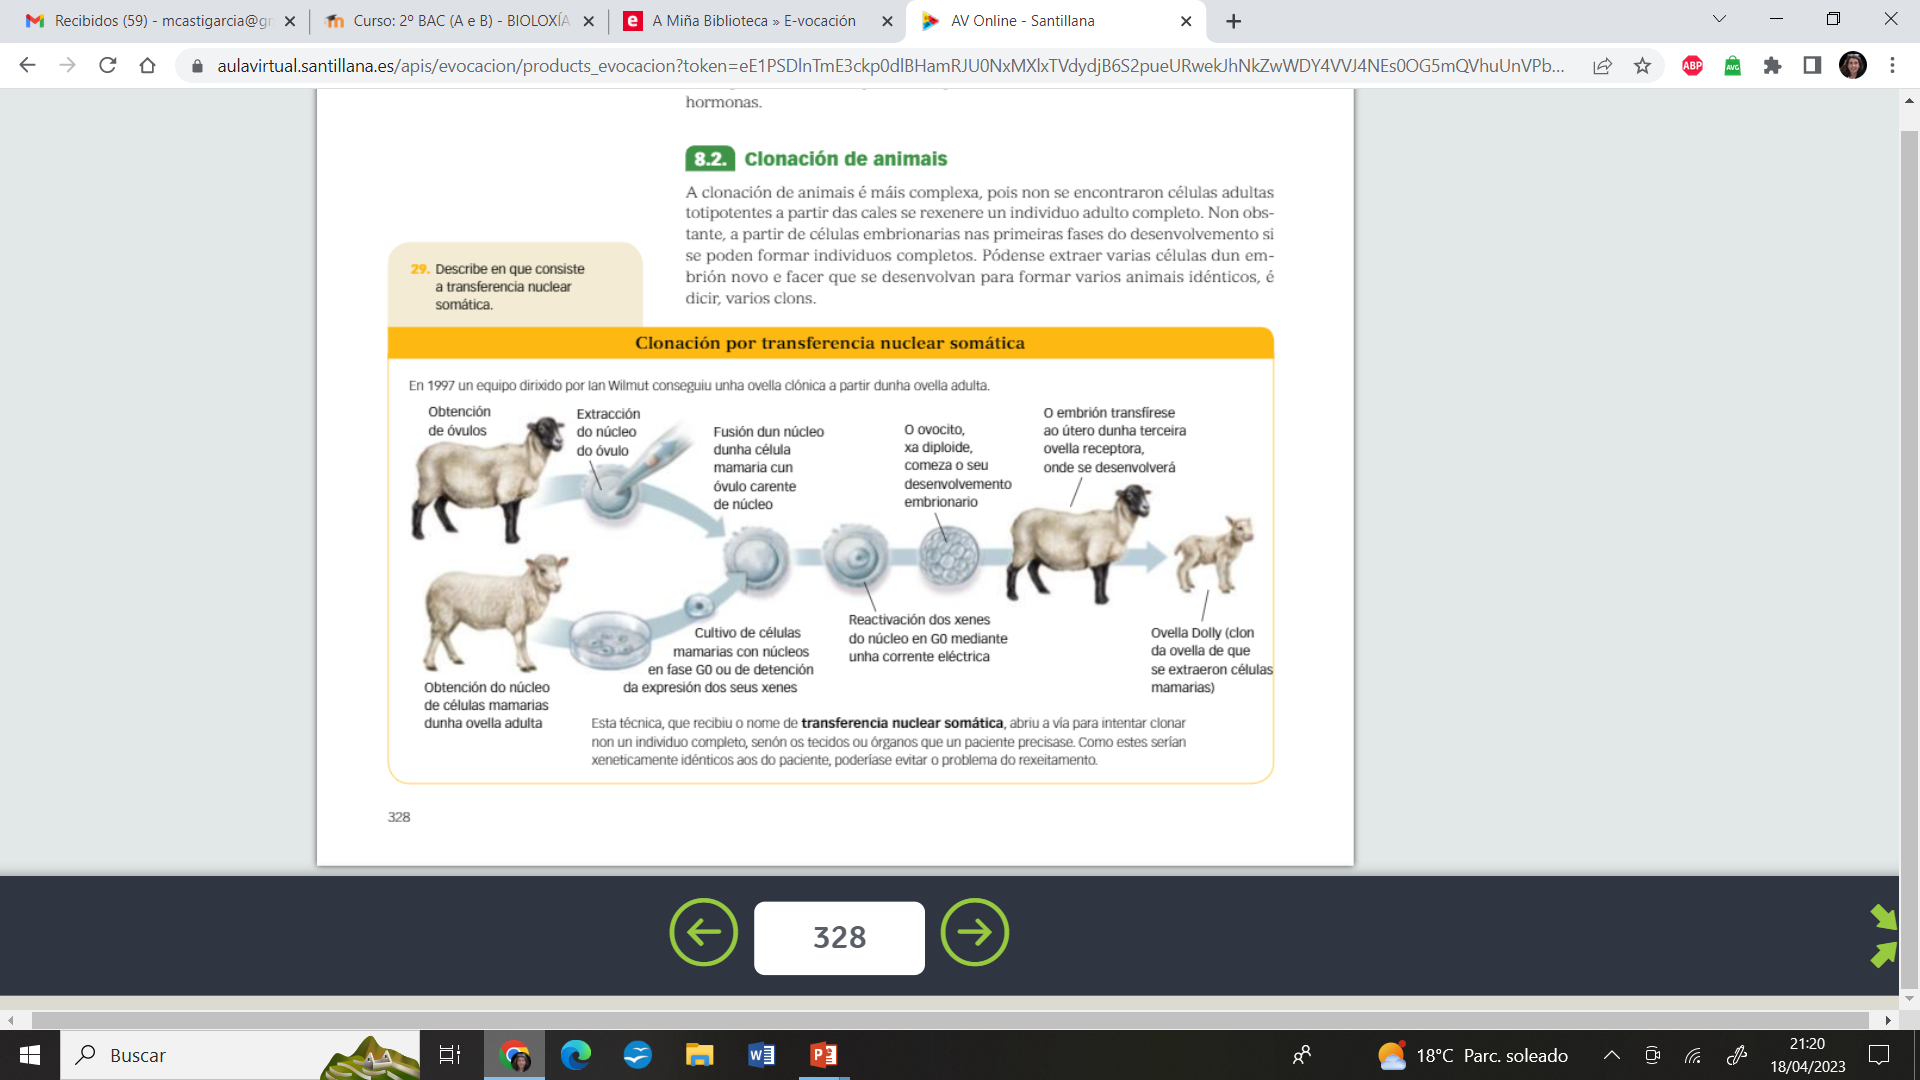 Recibidos (59) - mcastigarcia@gm
Curso: 2º BAC (A e B) - BIOLOXÍA
A Miña Biblioteca » E-vocación
AV Online - Santillana
aulavirtual.santillana.es/apis/evocacion/products_evocacion?token=eE1PSDlnTmE3ckp0dlBHamRJU0NxMXlxTVdydjB6S2pueURwekJhNkZwWDY4VVJ4NEs0OG5mQVhuUnVPb...
hormonas.
8.2. Clonación de animais
A clonación de animais é máis complexa, pois non se encontraron células adultas
totipotentes a partir das cales se rexenere un individuo adulto completo. Non obs-
tante, a partir de células embrionarias nas primeiras fases do desenvolvemento si
se poden formar individuos completos. Pódense extraer varias células dun em-
brión novo e facer que se desenvolvan para formar varios animais idénticos, é
dicir, varios clons.
29. Describe en que consiste
a transferencia nuclear
somática.
Clonación por transferencia nuclear somática
En 1997 un equipo dirixido por Ian Wilmut conseguiu unha ovella clónica a partir dunha ovella adulta.
Obtención
de óvulos
Extracción
do núcleo
do óvulo
Fusión dun núcleo
dunha célula
mamaria cun
óvulo carente
de núcleo
O ovocito,
xa diploide,
comeza o seu
desenvolvemento
embrionario
O embrión transfírese
ao útero dunha terceira
ovella receptora,
onde se desenvolverá
Obtención do núcleo
de células mamarias
dunha ovella adulta
Cultivo de células
mamarias con núcleos
en fase G0 ou de detención
da expresión dos seus xenes
Reactivación dos xenes
do núcleo en G0 mediante
unha corrente eléctrica
Ovella Dolly (clon
da ovella de que
se extraeron células
mamarias)
Esta técnica, que recibiu o nome de transferencia nuclear somática, abriu a vía para intentar clonar
non un individuo completo, senón os tecidos ou órganos que un paciente precisase. Como estes serían
xeneticamente idénticos aos do paciente, poderíase evitar o problema do rexeitamento.
328
328
Buscar
18°C Parc. soleado
21:20
18/04/2023